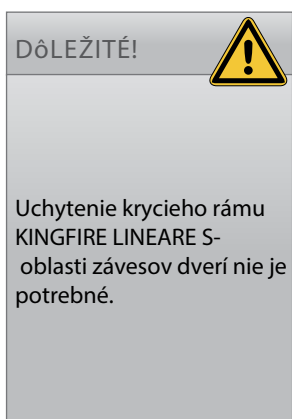 DôLEŽITÉ!
Uchytenie krycieho rámu
KINGFIRE LINEARE S-
oblasti závesov dverí nie je
potrebné.